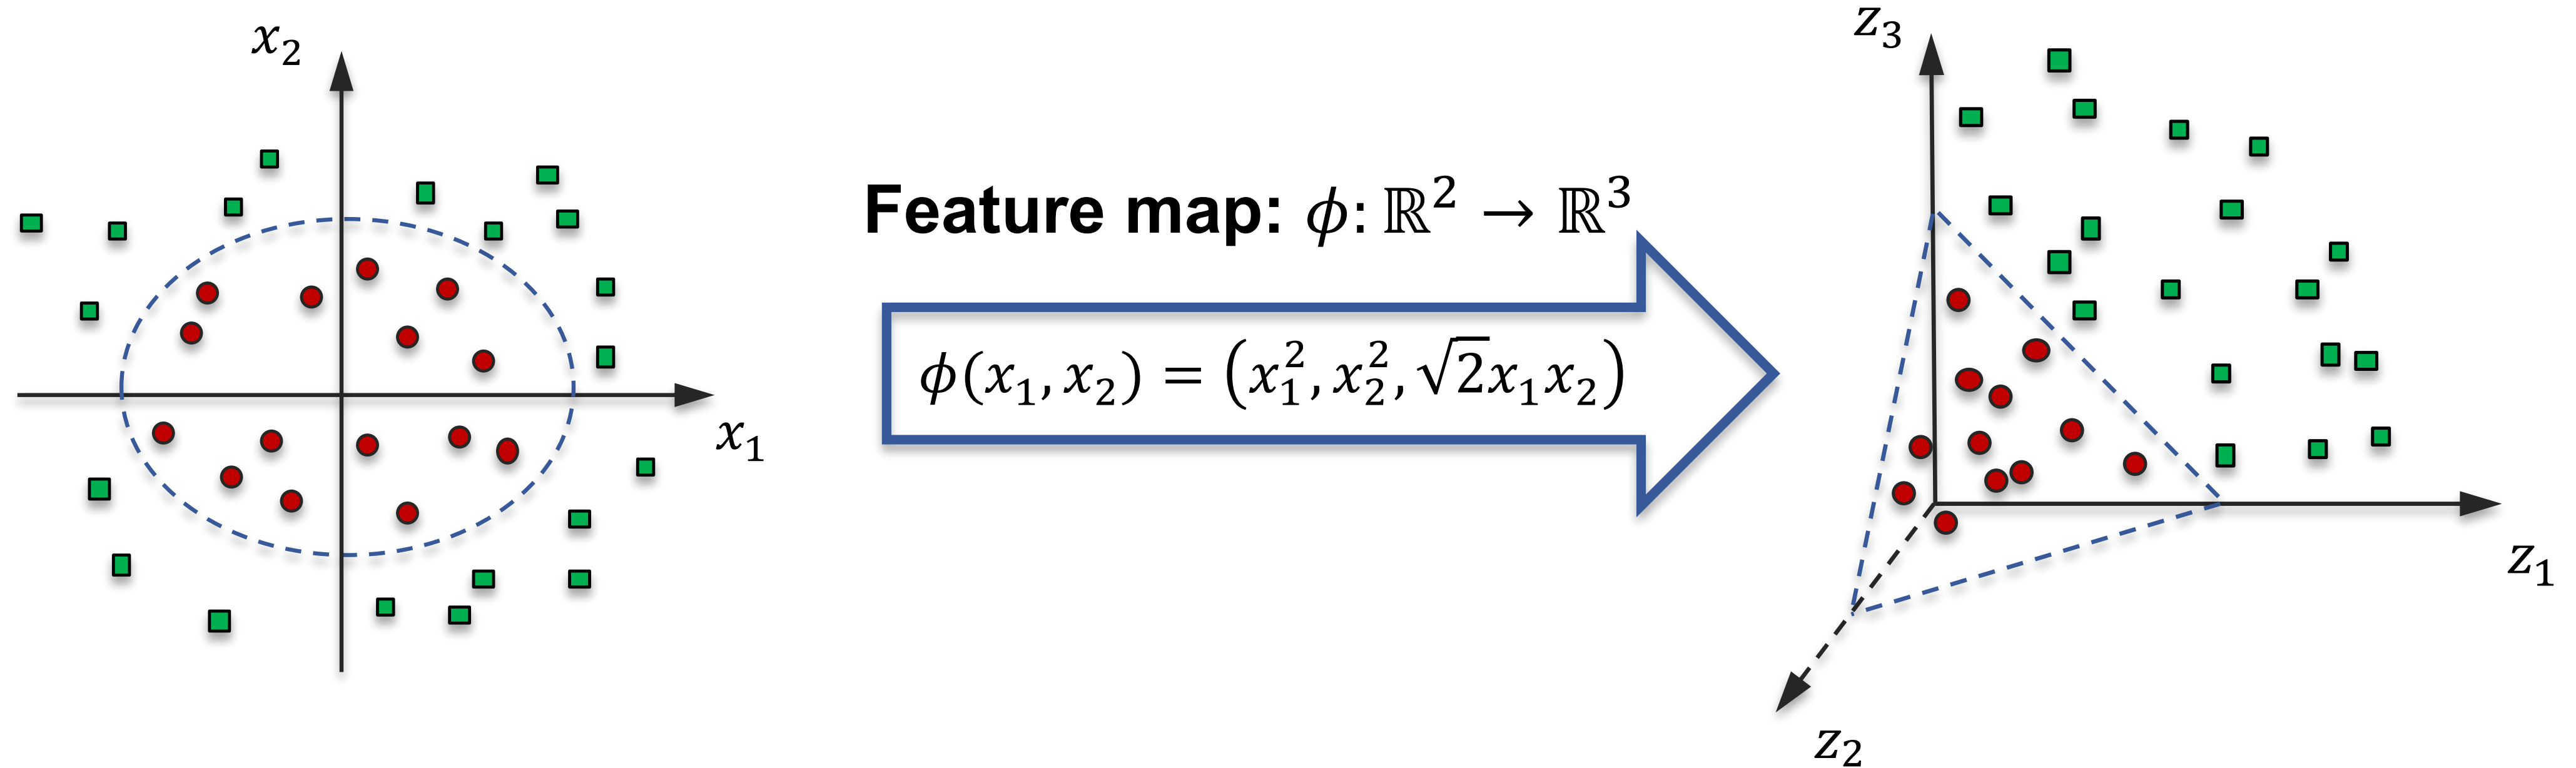 x₂
x₁
Feature map: ϕ: ℝ² → ℝ³
ϕ(x₁, x₂) = (x₁², x₂², √2x₁x₂)
z₃
z₁
z₂